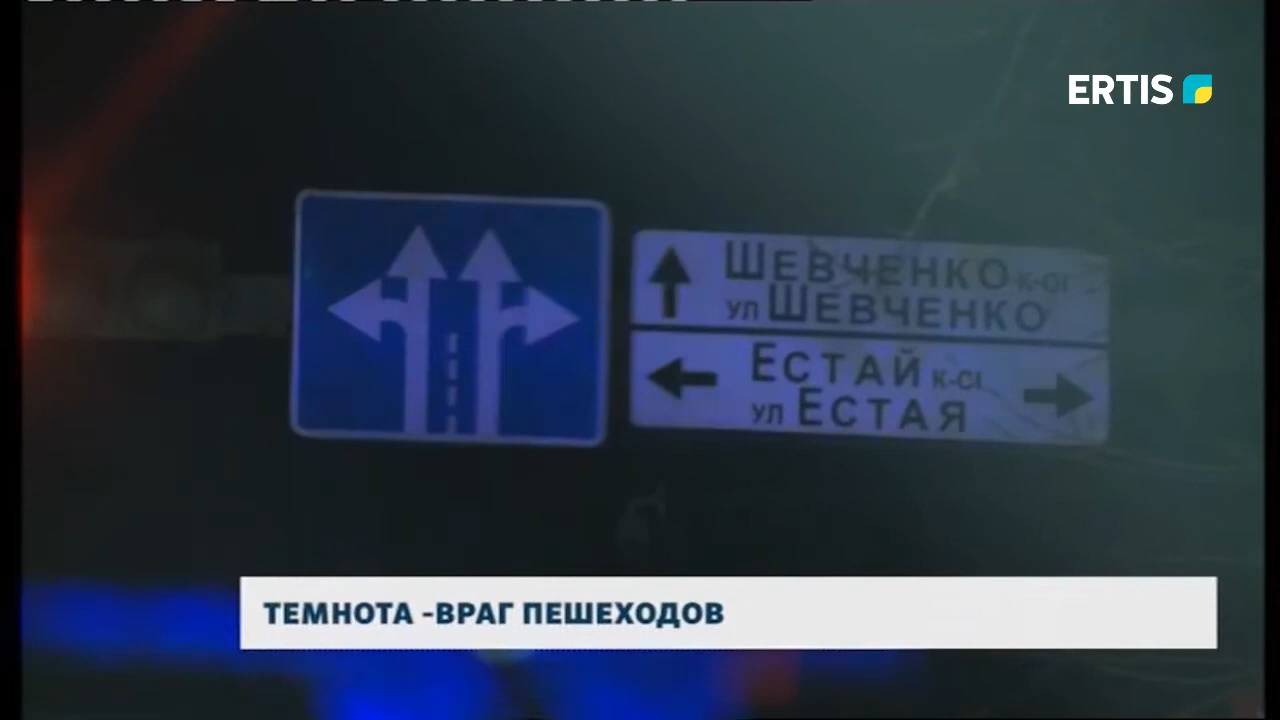 ERTIS
ШЕВЧЕНКО К-СІ
УЛ ШЕВЧЕНКО
ЕСТАЙ К-СІ
УЛ ЕСТАЯ
ТЕМНОТА -ВРАГ ПЕШЕХОДОВ